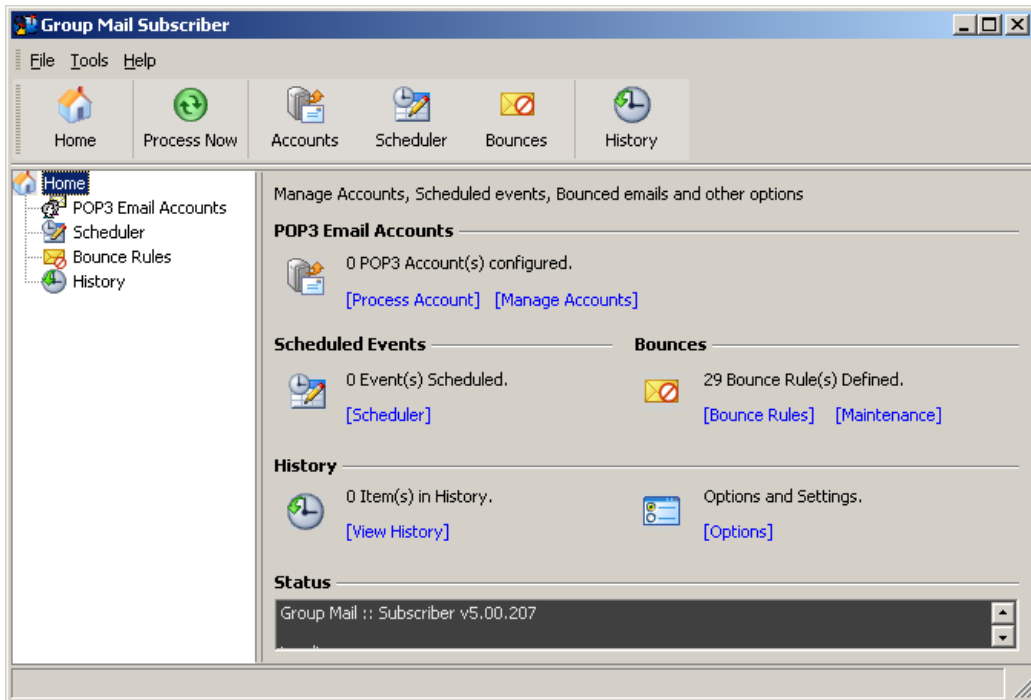 Group Mail Subscriber
File Tools Help
Home Process Now Accounts Scheduler Bounces History
Home
POP3 Email Accounts
Scheduler
Bounce Rules
History
Manage Accounts, Scheduled events, Bounced emails and other options
POP3 Email Accounts
0 POP3 Account(s) configured.
[Process Account] [Manage Accounts]
Scheduled Events
0 Event(s) Scheduled.
[Scheduler]
Bounces
29 Bounce Rule(s) Defined.
[Bounce Rules] [Maintenance]
History
0 Item(s) in History.
[View History]
Options and Settings.
[Options]
Status
Group Mail :: Subscriber v5.00.207